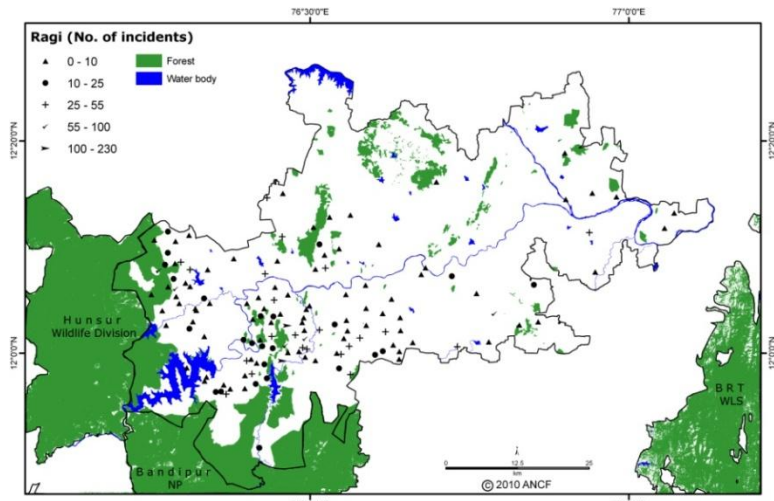 76°30'0"E
77°0'0"E
Ragi (No. of incidents)
0 - 10
10 - 25
25 - 55
55 - 100
100 - 230
Forest
Water body
12°20'0"N
12°20'0"N
Hunsur
Wildlife Division
12°0'0"N
12°0'0"N
BRT
WLS
Bandipur
NP
0
12.5
25
km
© 2010 ANCF